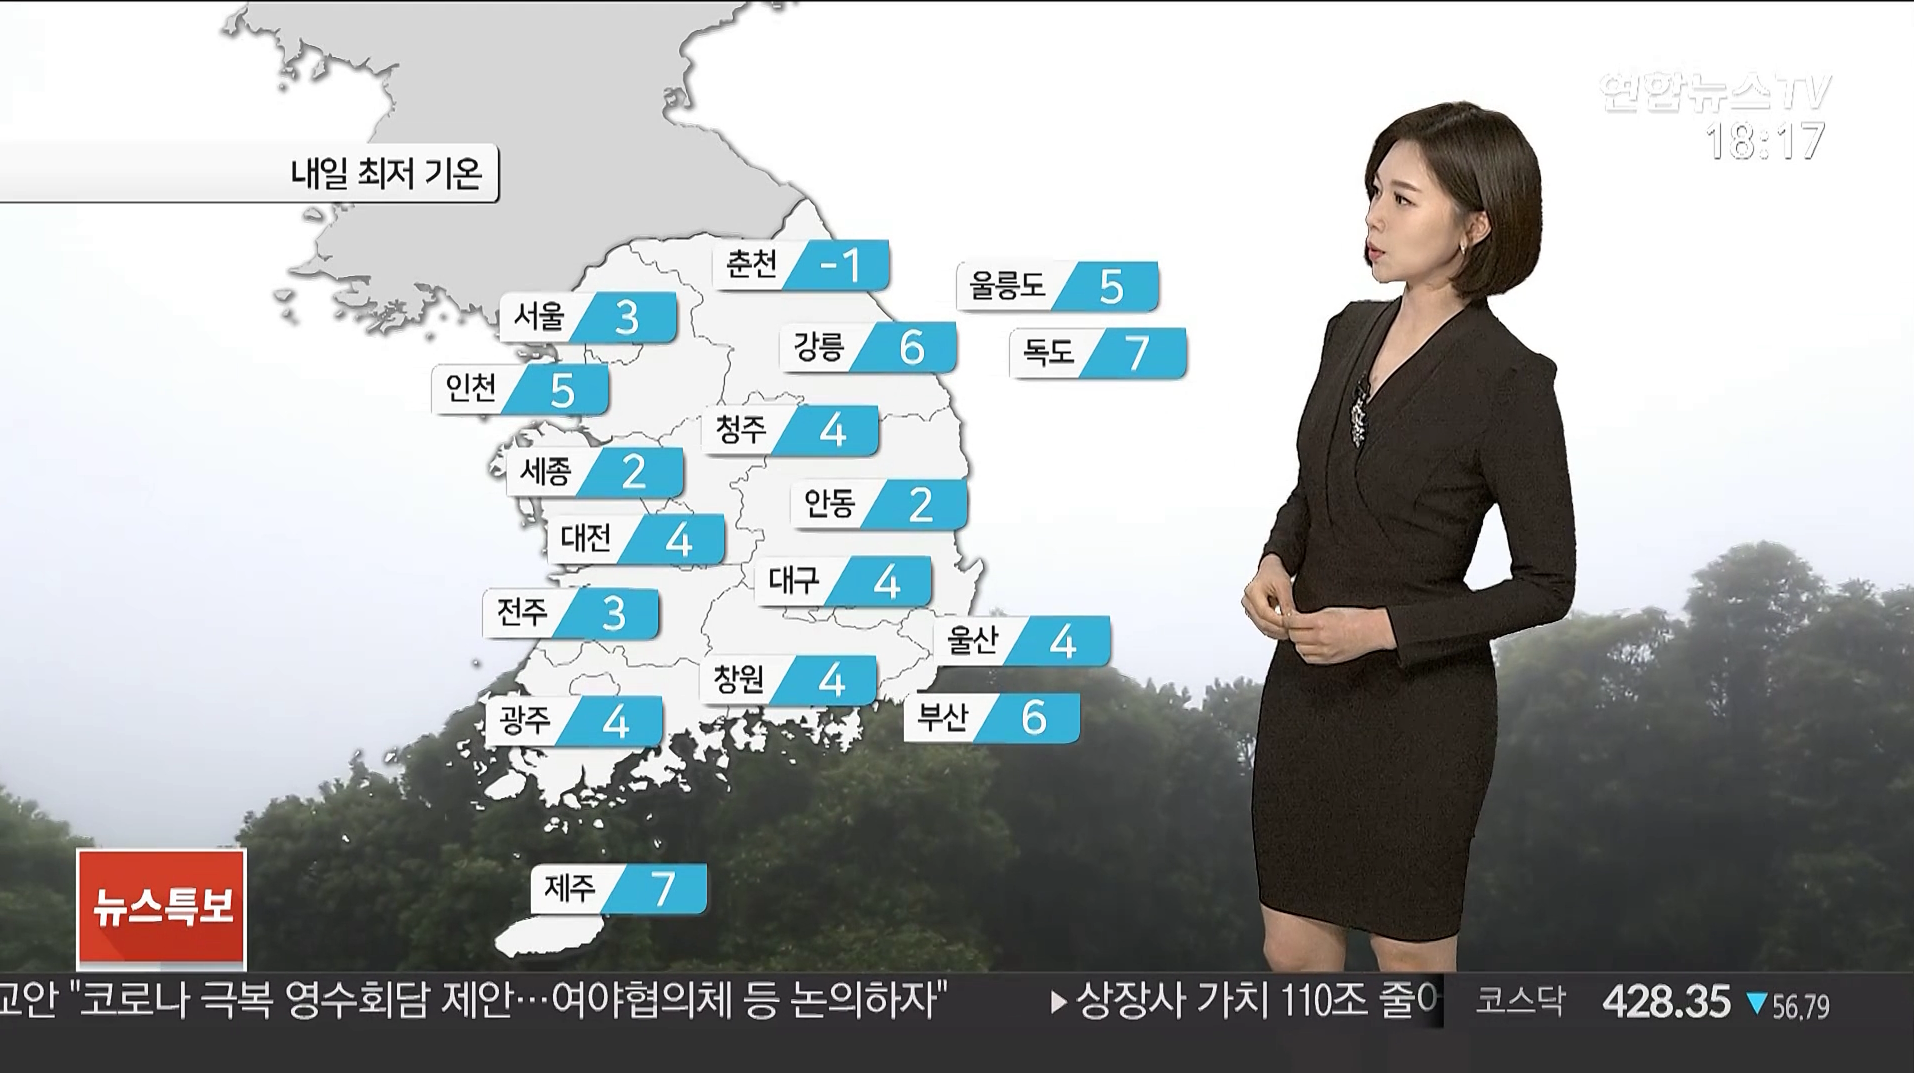 연합뉴스TV
18:17
내일 최저 기온
춘천 -1
울릉도 5
서울 3
강릉 6
독도 7
인천 5
청주 4
세종 2
안동 2
대전 4
대구 4
전주 3
울산 4
창원 4
광주 4
부산 6
제주 7
뉴스특보
교안 "코로나 극복 영수회담 제안…여야협의체 등 논의하자" ▶상장사 가치 110조 줄어
코스닥 428.35 ▼56.79